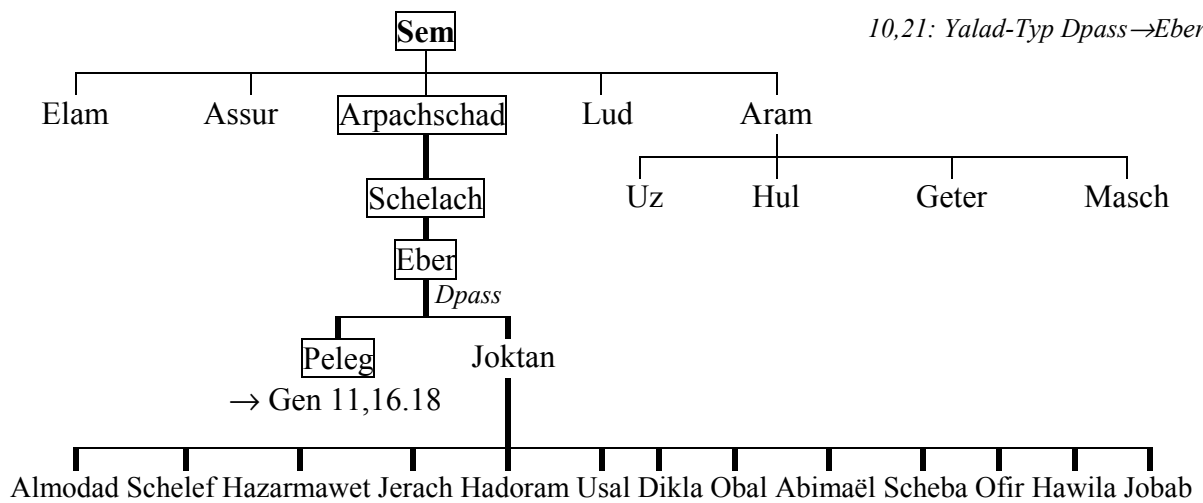 Sem
10,21: Yalad-Typ Dpass→Eber
Elam Assur Arpachschad Lud Aram
Schelach Uz Hul Geter Masch
Eber
Dpass
Peleg Joktan
→ Gen 11,16.18
Almodad Schelef Hazarmawet Jerach Hadoram Usal Dikla Obal Abimaël Scheba Ofir Hawila Jobab